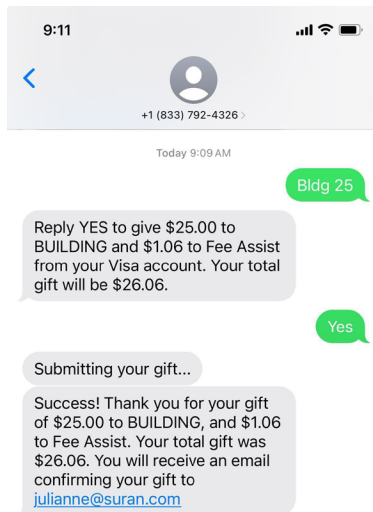 9:11
+1 (833) 792-4326
Today 9:09 AM
Bldg 25
Reply YES to give $25.00 to
BUILDING and $1.06 to Fee Assist
from your Visa account. Your total
gift will be $26.06.
Yes
Submitting your gift...
Success! Thank you for your gift
of $25.00 to BUILDING, and $1.06
to Fee Assist. Your total gift was
$26.06. You will receive an email
confirming your gift to
julianne@suran.com